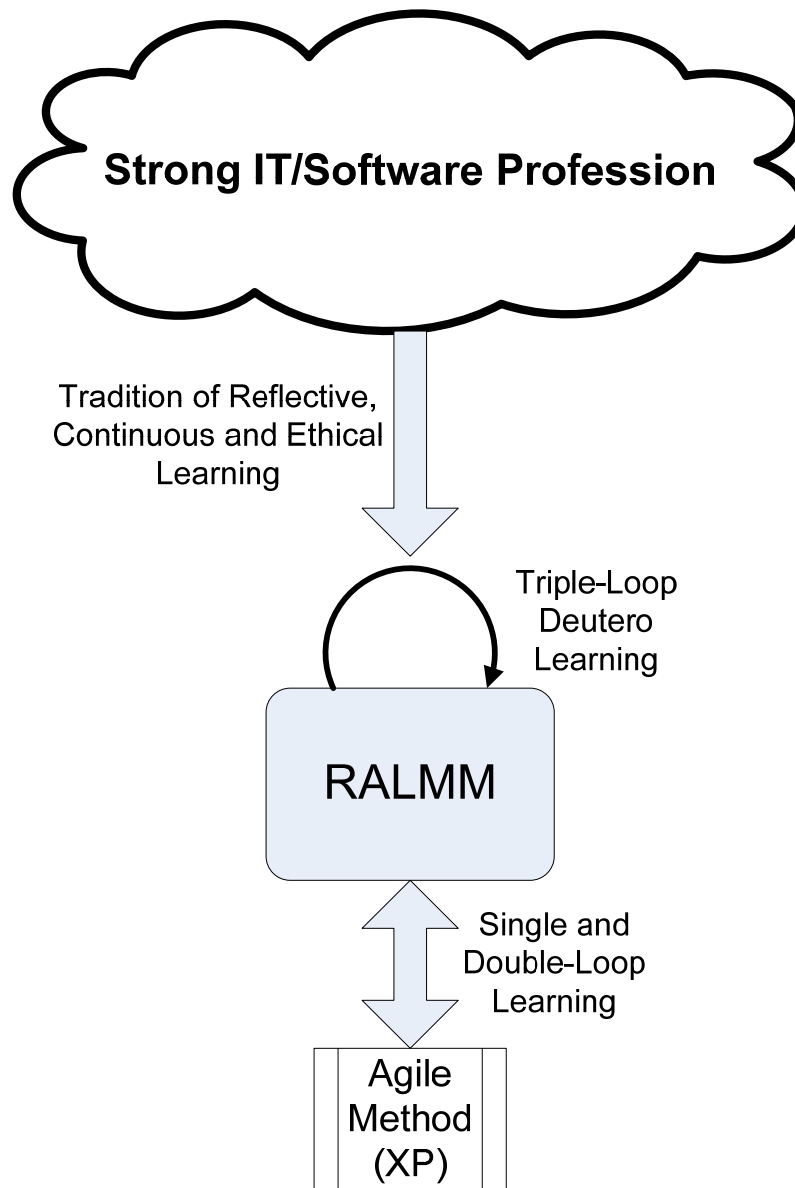 Strong IT/Software Profession
Tradition of Reflective,
Continuous and Ethical
Learning
Triple-Loop
Deutero
Learning
RALMM
Single and
Double-Loop
Learning
Agile
Method
(XP)